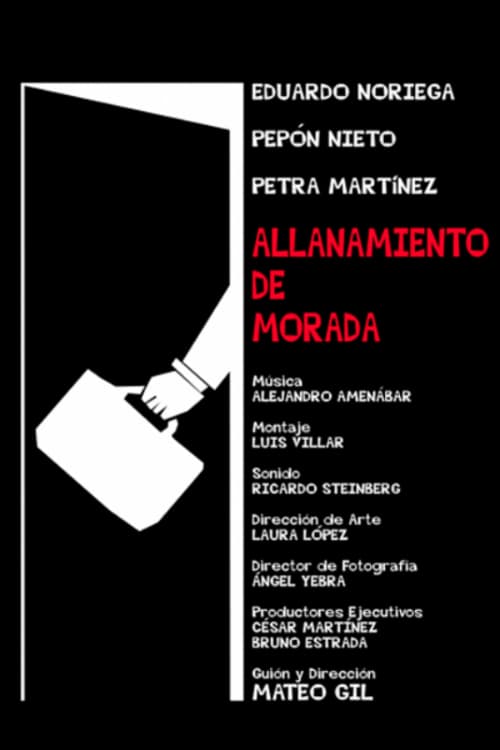 EDUARDO NORIEGA
PEPÓN NIETO
PETRA MARTÍNEZ
ALLANAMIENTO
DE
MORADA
Música
ALEJANDRO AMENÁBAR
Montaje
LUIS VILLAR
Sonido
RICARDO STEINBERG
Dirección de Arte
LAURA LÓPEZ
Director de Fotografía
ÁNGEL YEBRA
Productores Ejecutivos
CÉSAR MARTÍNEZ
BRUNO ESTRADA
Guión y Dirección
MATEO GIL